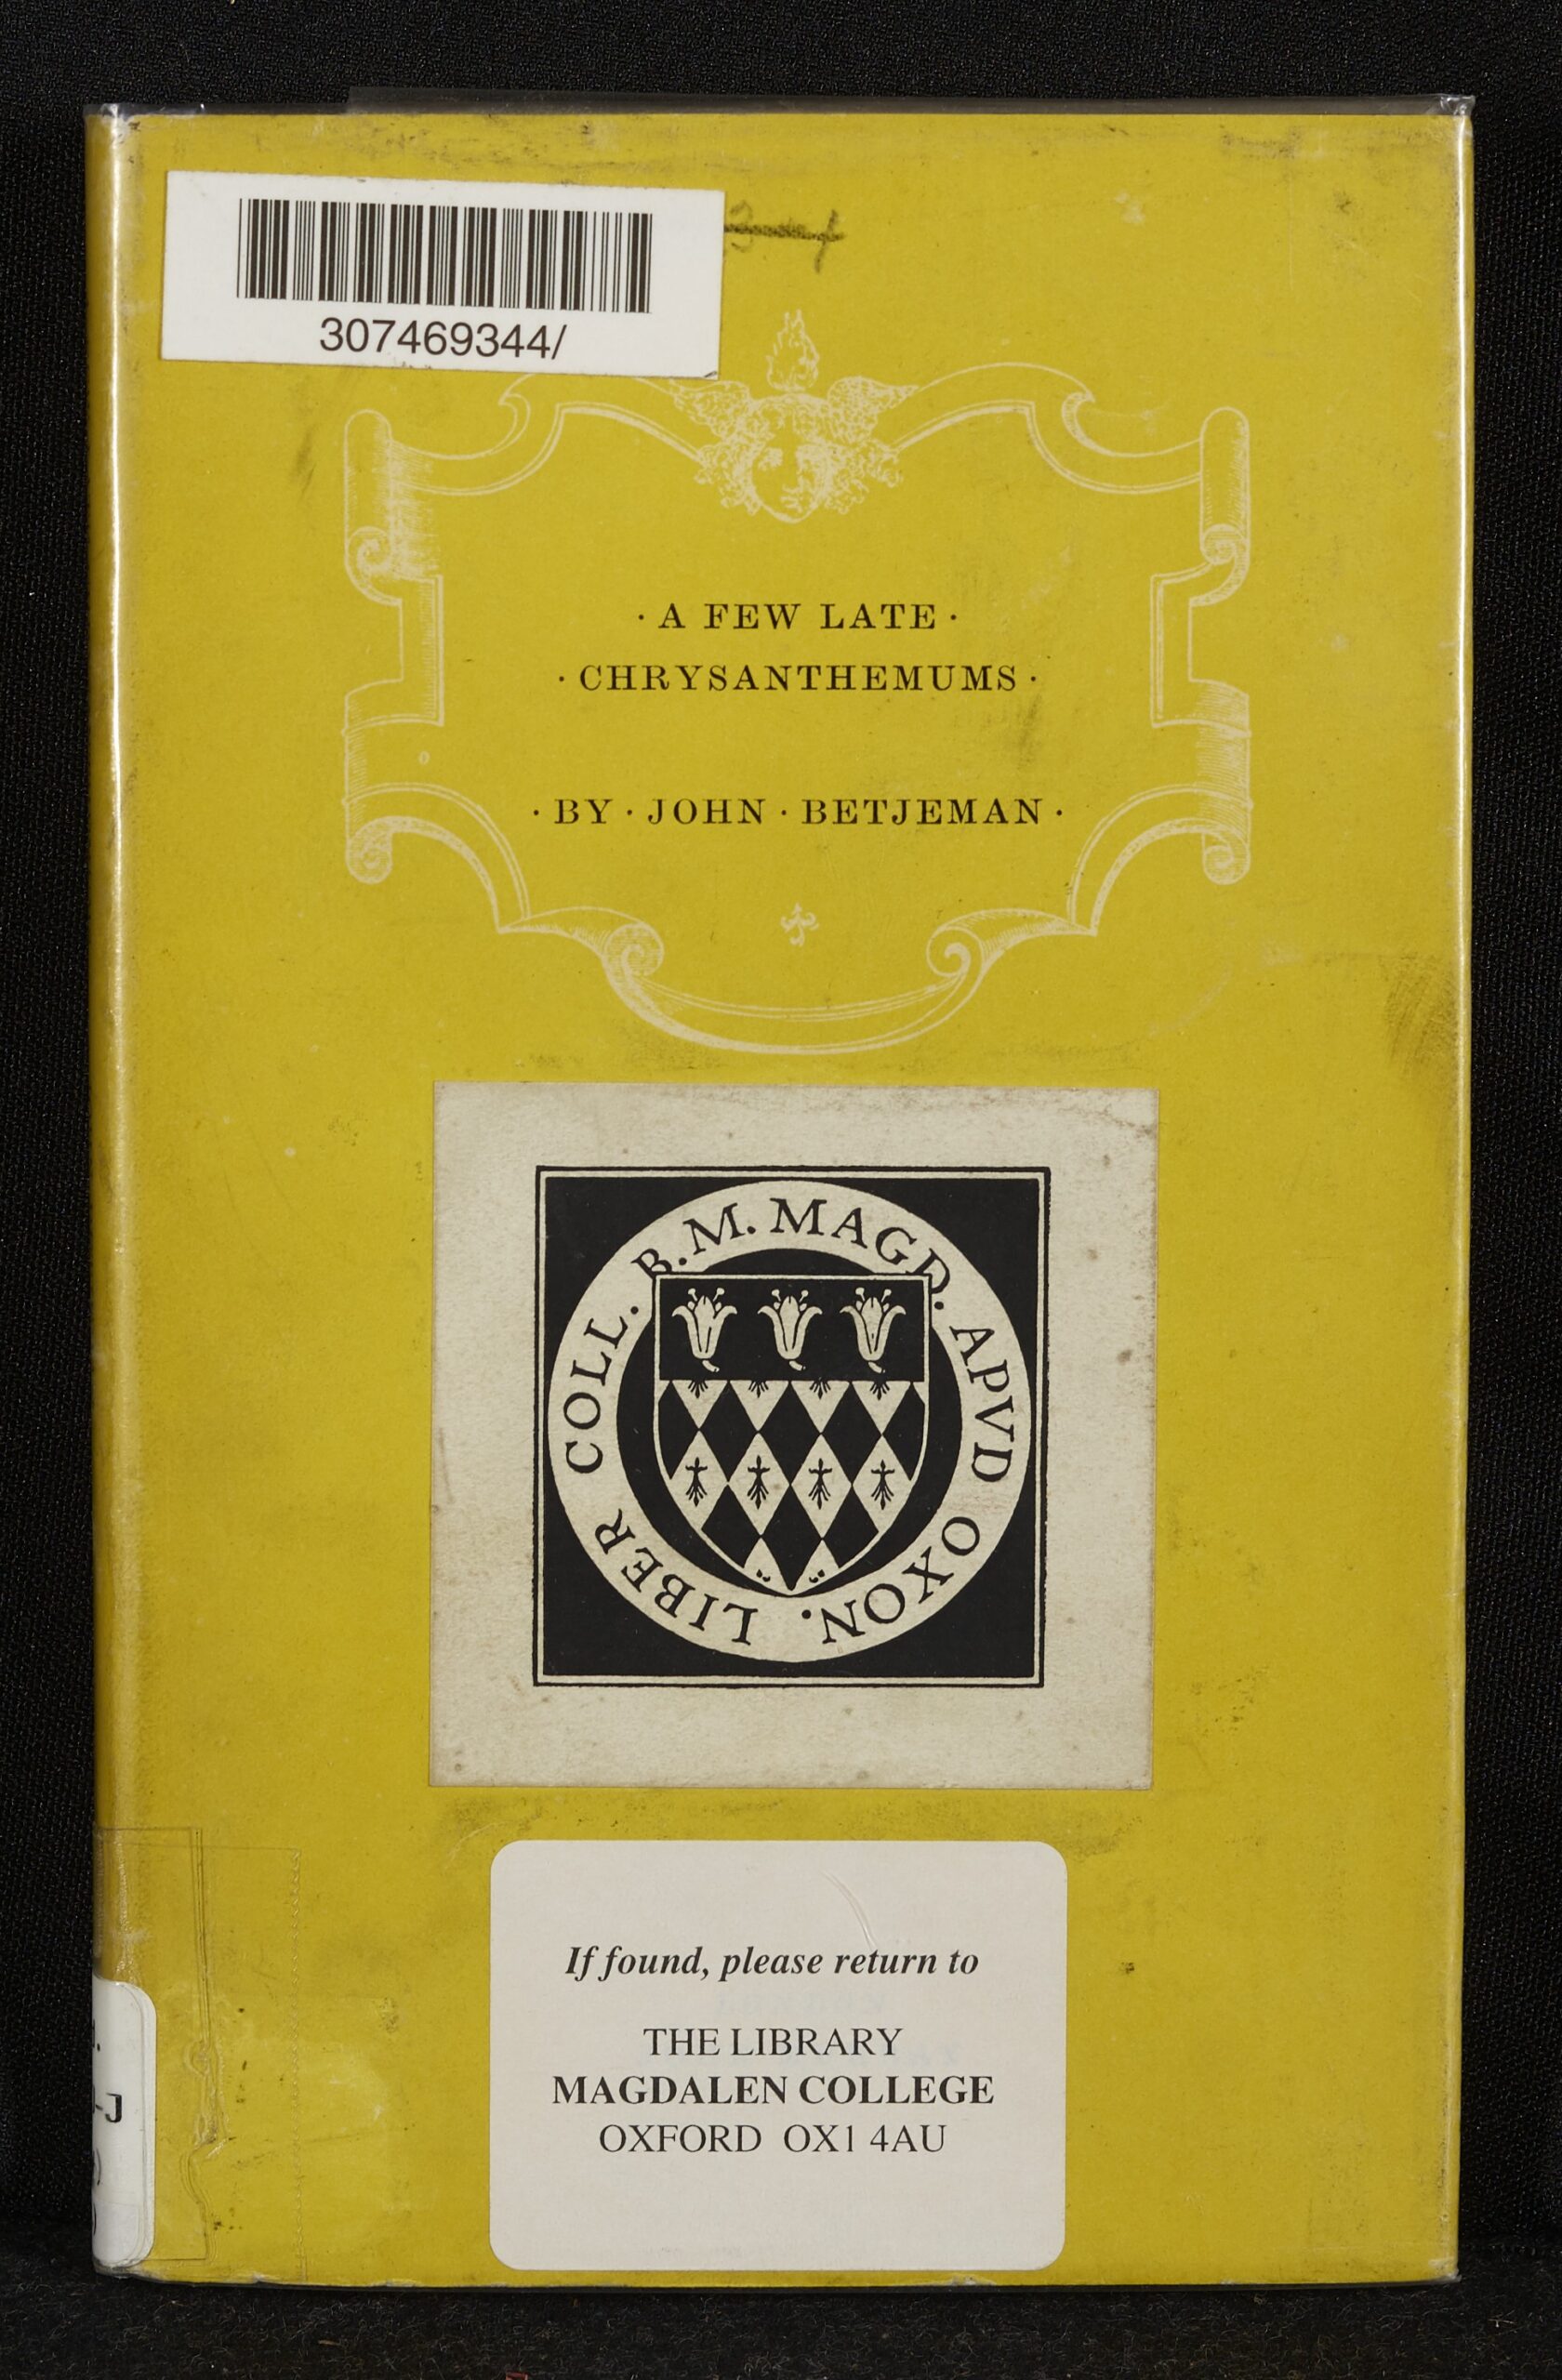 307469344/
· A FEW LATE ·
· CHRYSANTHEMUMS ·
· BY · JOHN · BETJEMAN ·
LIBER COLL. B.M. MAGD. APVD OXON.
If found, please return to
THE LIBRARY
MAGDALEN COLLEGE
OXFORD OX1 4AU